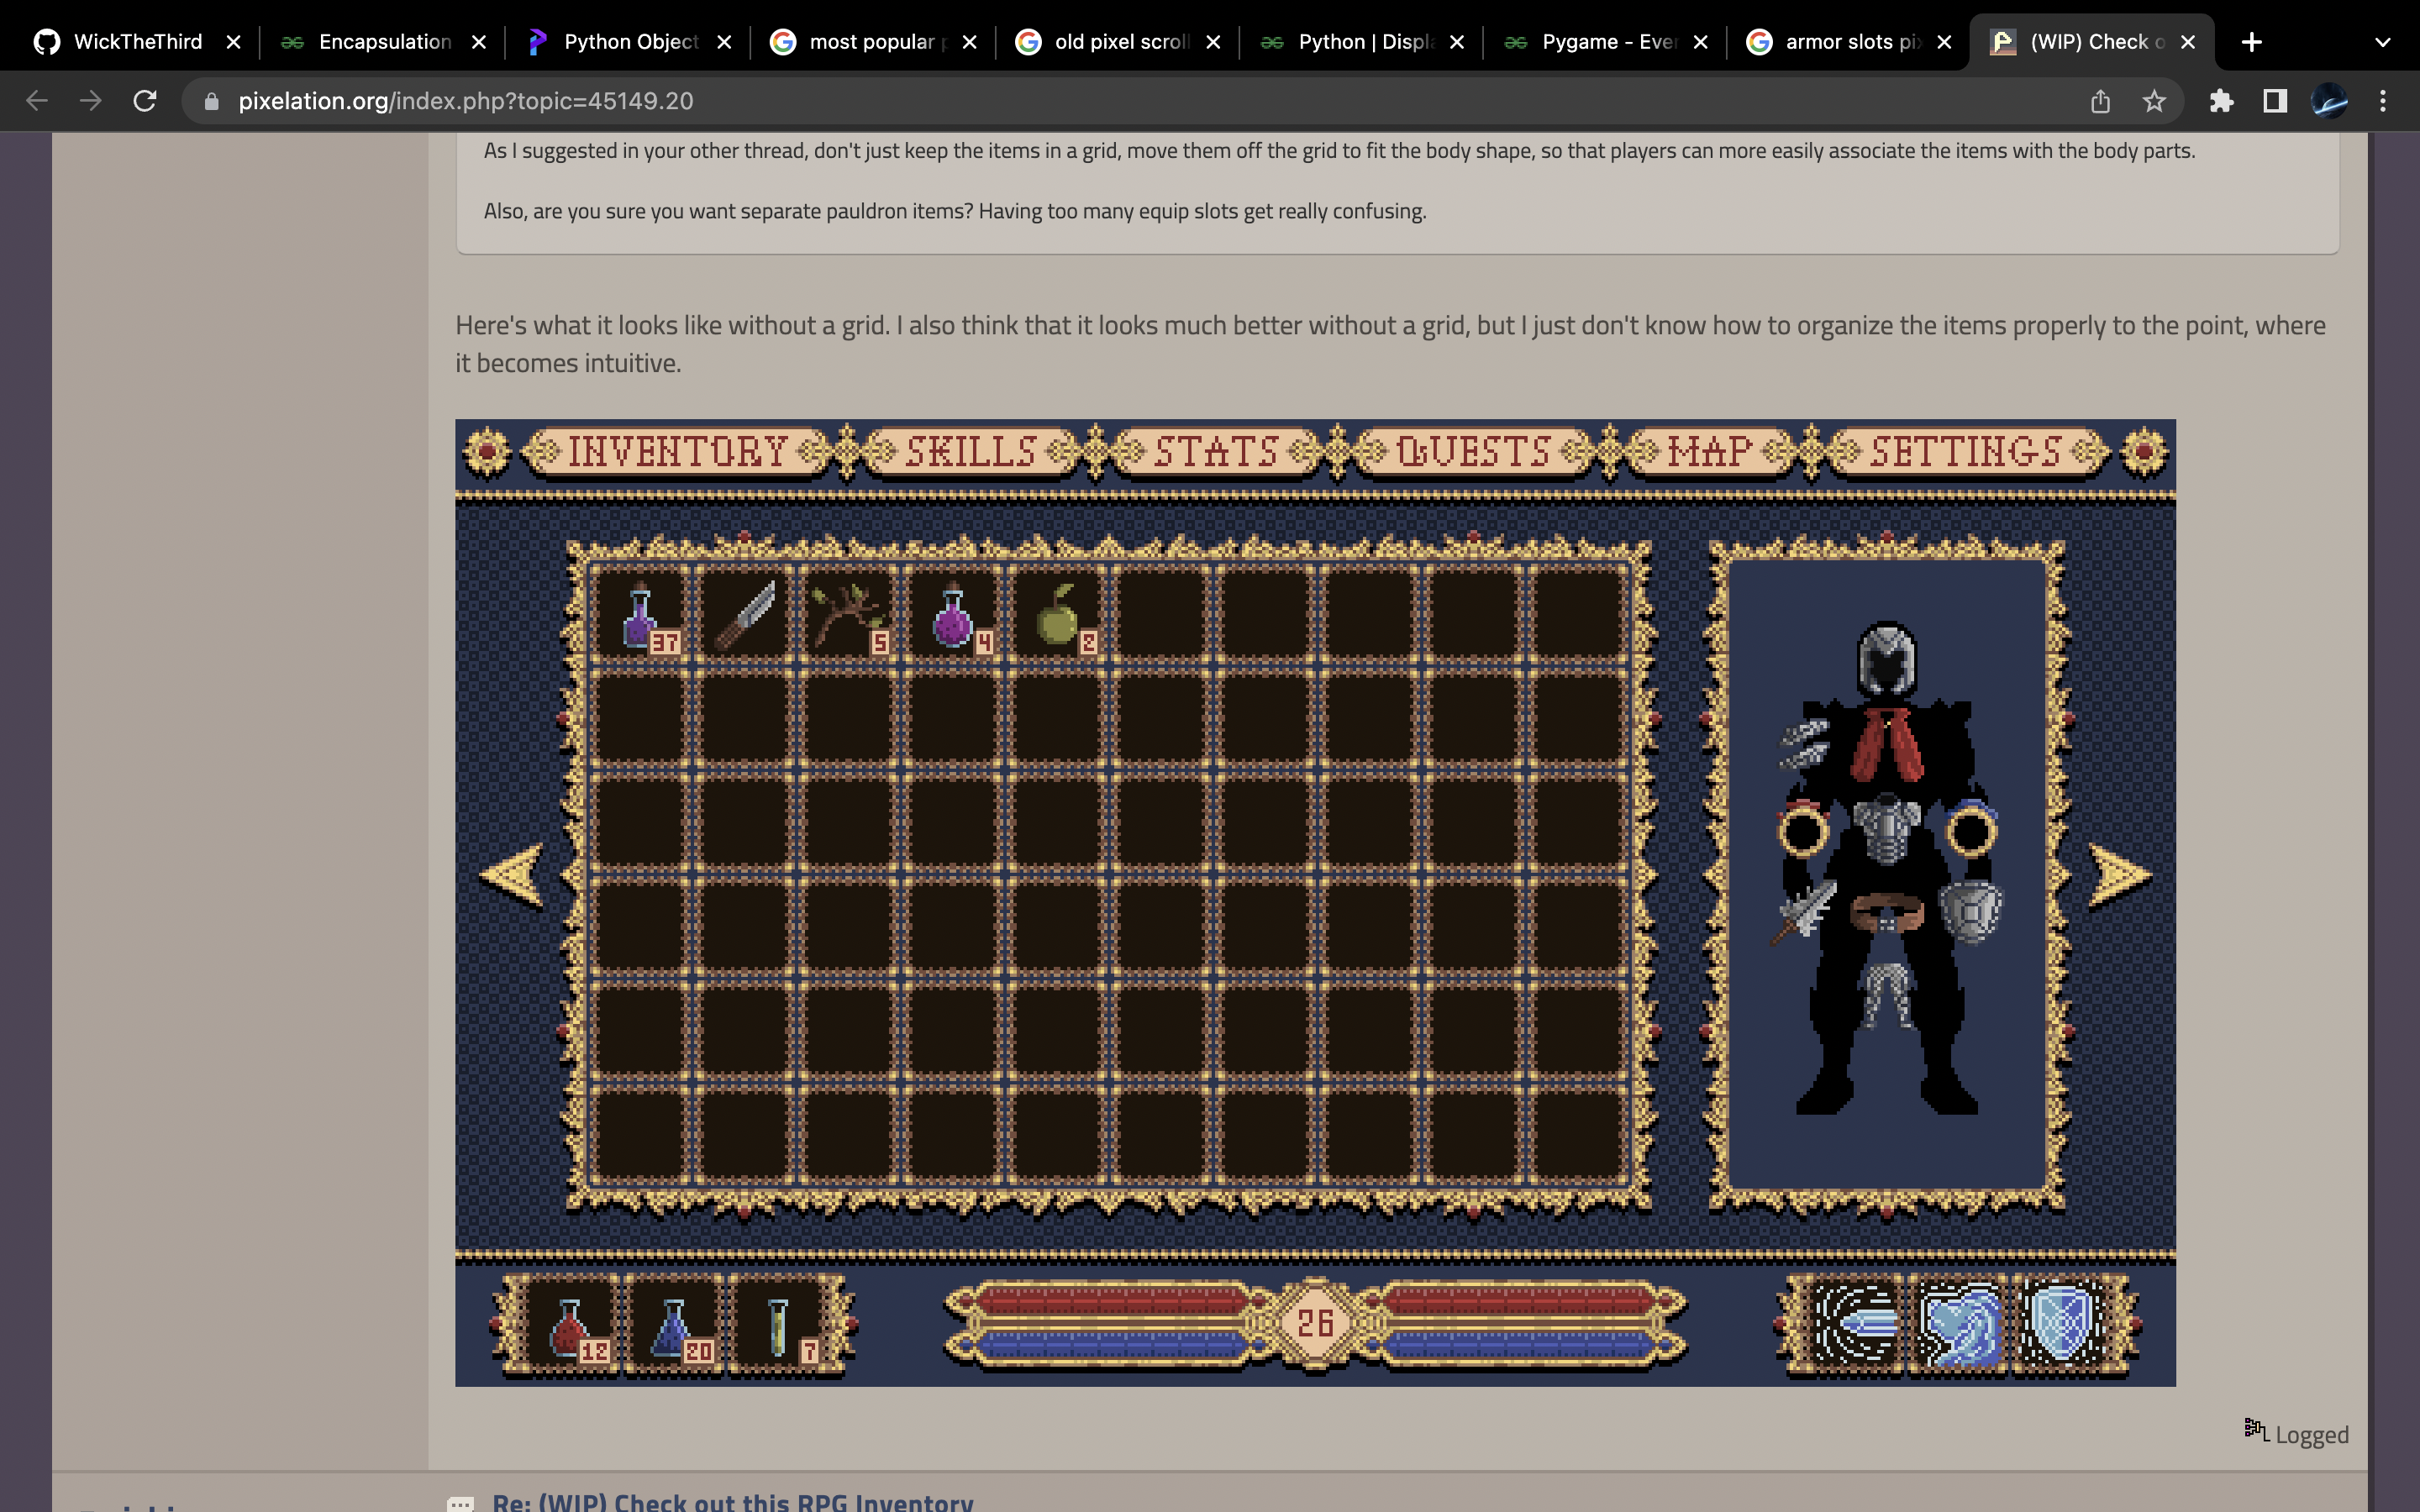 WickTheThird
Encapsulation
Python Object
most popular
old pixel scroll
Python | Displa
Pygame - Ever
armor slots pi
(WIP) Check o
pixelation.org/index.php?topic=45149.20
As I suggested in your other thread, don't just keep the items in a grid, move them off the grid to fit the body shape, so that players can more easily associate the items with the body parts.
Also, are you sure you want separate pauldron items? Having too many equip slots get really confusing.
Here's what it looks like without a grid. I also think that it looks much better without a grid, but I just don't know how to organize the items properly to the point, where
it becomes intuitive.
INVENTORY SKILLS STATS QUESTS MAP SETTINGS
37 5 4 2
12 20 7 26
Logged
Re: (WIP) Check out this RPG Inventory